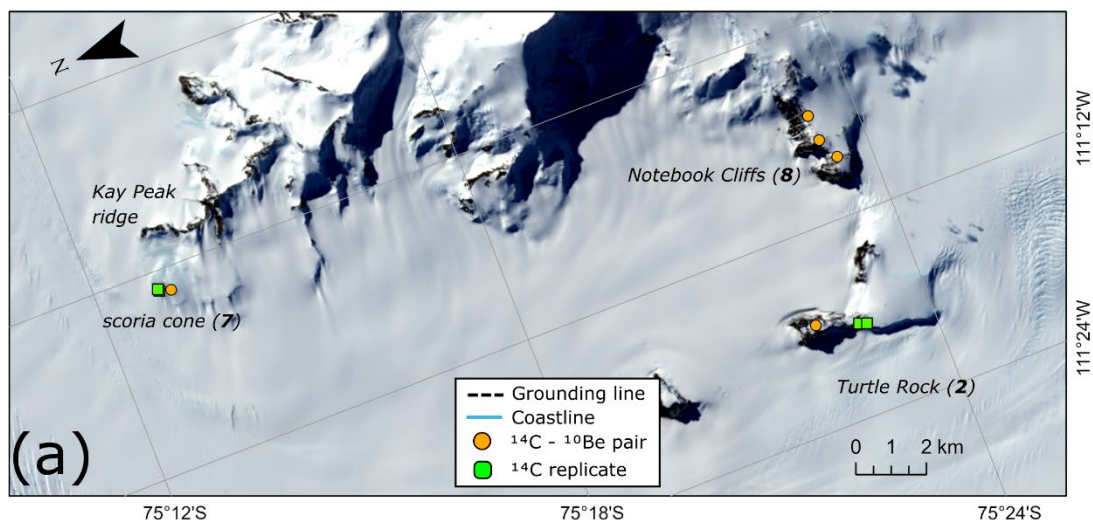 N
Kay Peak
ridge
scoria cone (7)
Notebook Cliffs (8)
Turtle Rock (2)
111°12'W
111°24'W
Grounding line
Coastline
¹⁴C - ¹⁰Be pair
¹⁴C replicate
0 1 2 km
(a)
75°12'S
75°18'S
75°24'S